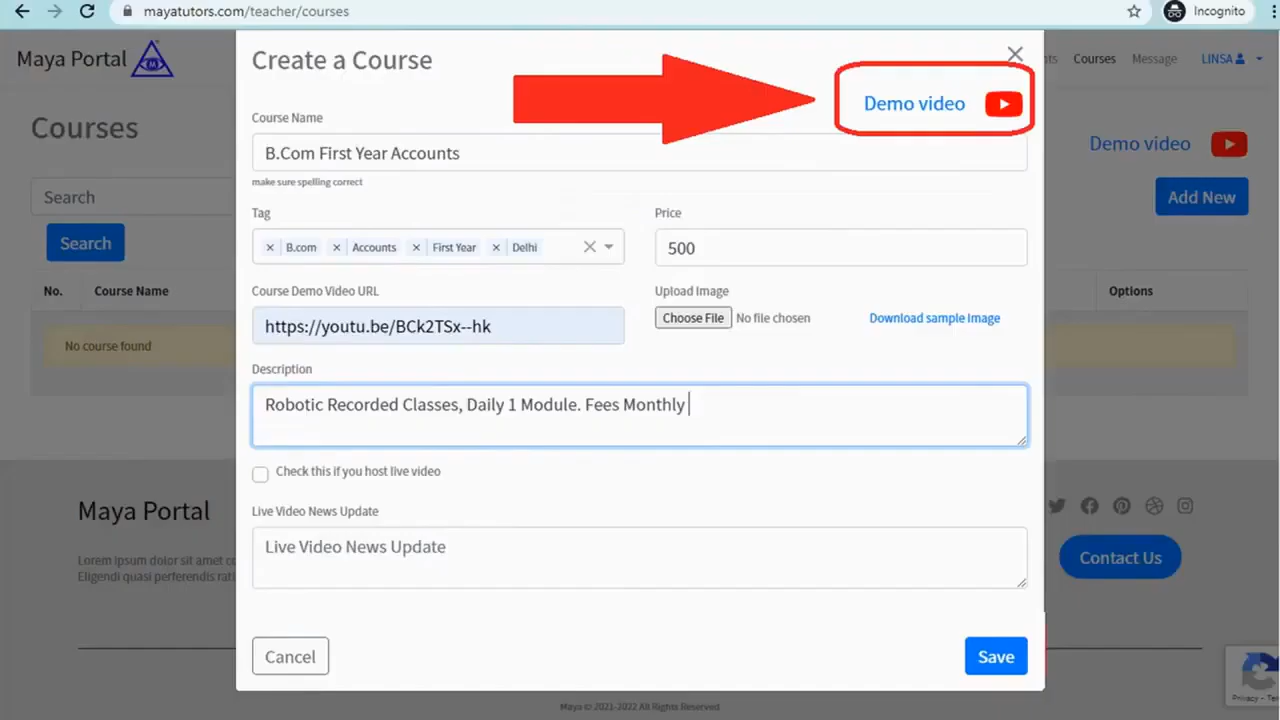 mayatutors.com/teacher/courses
Incognito
Maya Portal
Courses
Message
LINSA
Create a Course
Demo video
Courses
Demo video
Search
Add New
Search
No.
Course Name
Options
No course found
Course Name
B.Com First Year Accounts
make sure spelling correct
Tag
Price
× B.com × Accounts × First Year × Delhi
500
Course Demo Video URL
Upload Image
https://youtu.be/BCk2TSx--hk
Choose File No file chosen
Download sample Image
Description
Robotic Recorded Classes, Daily 1 Module. Fees Monthly
Check this if you host live video
Live Video News Update
Live Video News Update
Cancel
Save
Maya Portal
Lorem ipsum dolor sit amet
Eligendi quasi perferendis
Contact Us
Maya © 2021-2022 All Rights Reserved